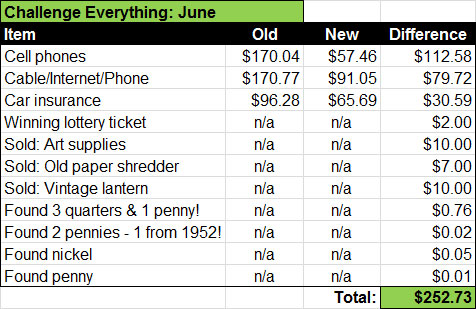 Challenge Everything: June
Item Old New Difference
Cell phones $170.04 $57.46 $112.58
Cable/Internet/Phone $170.77 $91.05 $79.72
Car insurance $96.28 $65.69 $30.59
Winning lottery ticket n/a n/a $2.00
Sold: Art supplies n/a n/a $10.00
Sold: Old paper shredder n/a n/a $7.00
Sold: Vintage lantern n/a n/a $10.00
Found 3 quarters & 1 penny! n/a n/a $0.76
Found 2 pennies - 1 from 1952! n/a n/a $0.02
Found nickel n/a n/a $0.05
Found penny n/a n/a $0.01
Total: $252.73